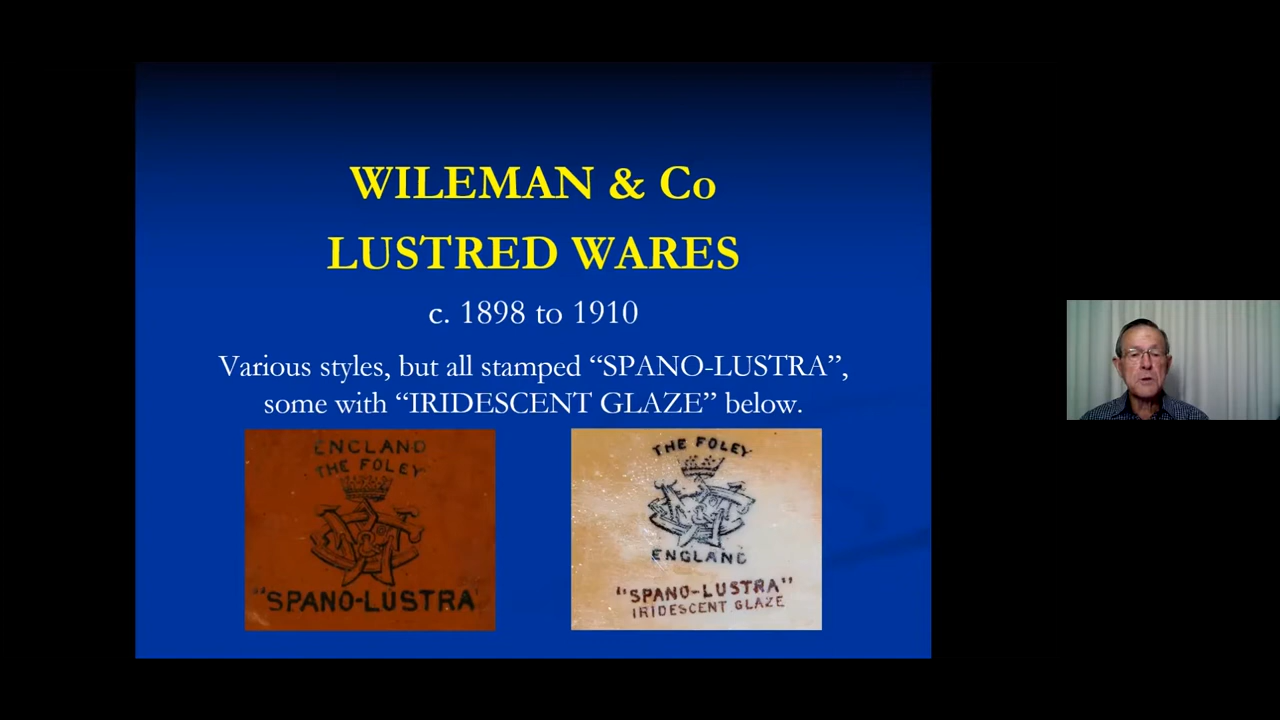 WILEMAN & Co
LUSTRED WARES
c. 1898 to 1910
Various styles, but all stamped “SPANO-LUSTRA”,
some with “IRIDESCENT GLAZE” below.
ENGLAND
THE FOLEY
"SPANO-LUSTRA
THE FOLEY
ENGLAND
"SPANO-LUSTRA"
IRIDESCENT GLAZE